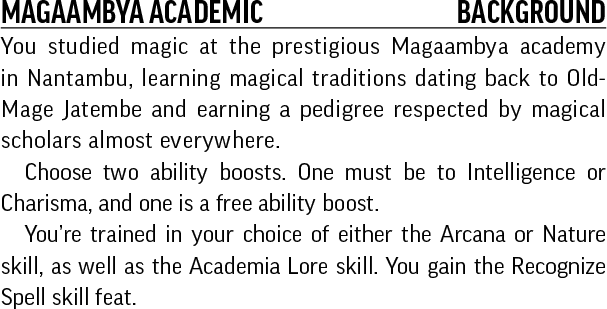 MAGAAMBYA ACADEMIC BACKGROUND
You studied magic at the prestigious Magaambya academy
in Nantambu, learning magical traditions dating back to Old-
Mage Jatembe and earning a pedigree respected by magical
scholars almost everywhere.
Choose two ability boosts. One must be to Intelligence or
Charisma, and one is a free ability boost.
You’re trained in your choice of either the Arcana or Nature
skill, as well as the Academia Lore skill. You gain the Recognize
Spell skill feat.